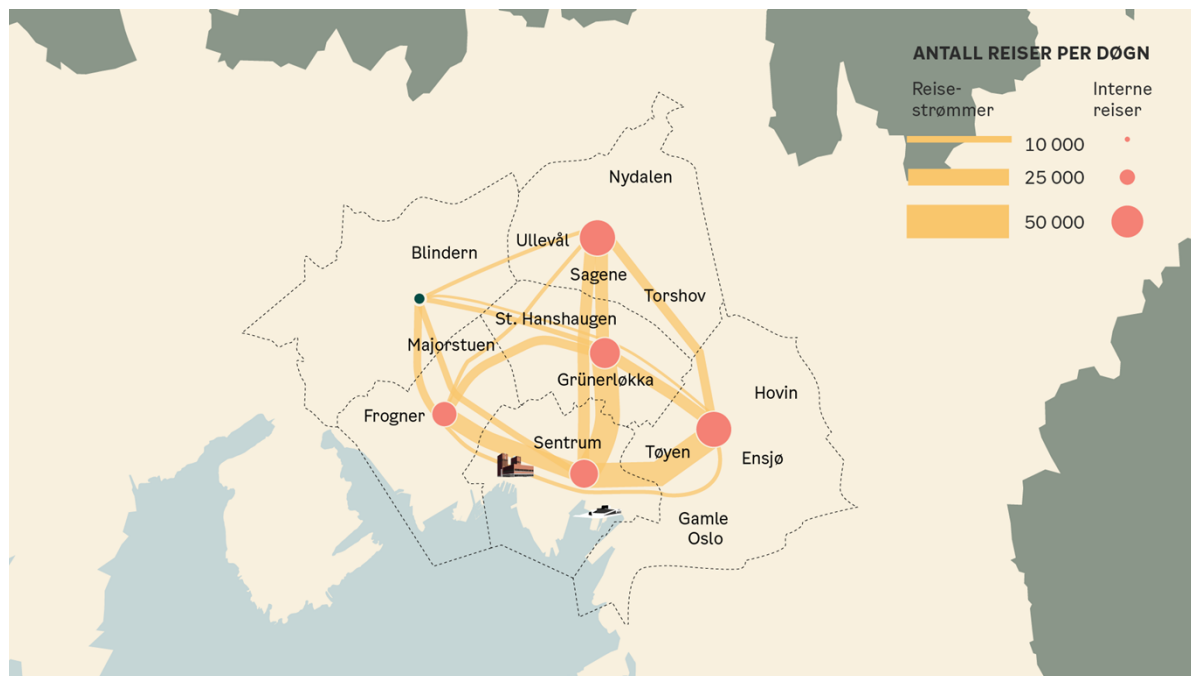 ANTALL REISER PER DØGN
Reise-
strømmer
Interne
reiser
10 000
25 000
50 000
Nydalen
Ullevål
Blindern
Sagene
Torshov
St. Hanshaugen
Majorstuen
Grünerløkka
Hovin
Frogner
Sentrum
Tøyen
Ensjø
Gamle
Oslo